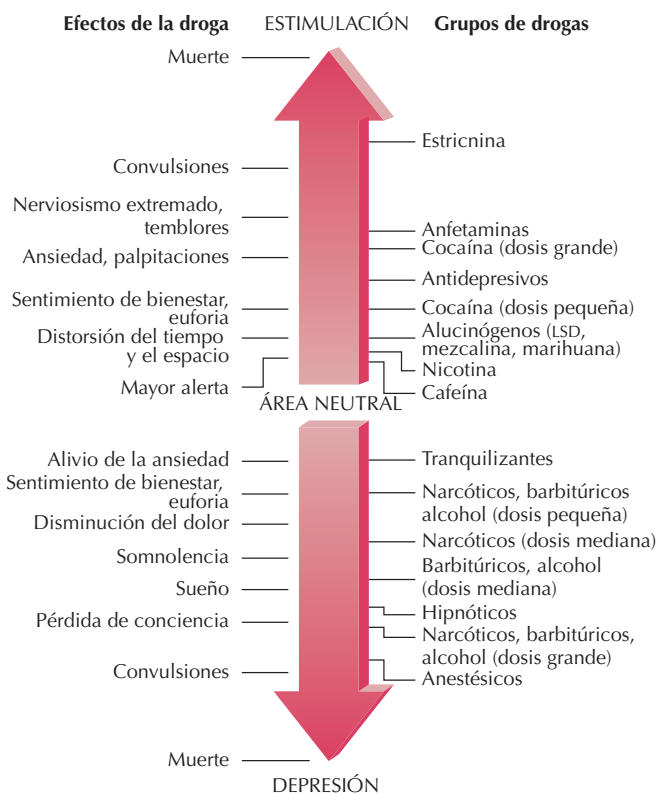 Efectos de la droga ESTIMULACIÓN Grupos de drogas
Muerte
Estricnina
Convulsiones
Nerviosismo extremado,
temblores
Anfetaminas
Cocaína (dosis grande)
Ansiedad, palpitaciones
Antidepresivos
Sentimiento de bienestar,
euforia
Cocaína (dosis pequeña)
Distorsión del tiempo
y el espacio
Alucinógenos (LSD,
mezcalina, marihuana)
Nicotina
Mayor alerta
Cafeína
ÁREA NEUTRAL
Alivio de la ansiedad
Tranquilizantes
Sentimiento de bienestar,
euforia
Narcóticos, barbitúricos
alcohol (dosis pequeña)
Disminución del dolor
Narcóticos (dosis mediana)
Somnolencia
Barbitúricos, alcohol
(dosis mediana)
Sueño
Hipnóticos
Pérdida de conciencia
Narcóticos, barbitúricos,
alcohol (dosis grande)
Convulsiones
Anestésicos
Muerte
DEPRESIÓN